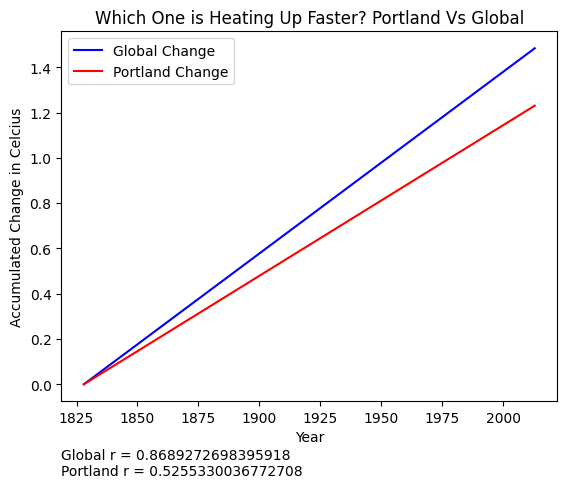 Which One is Heating Up Faster? Portland Vs Global
Global Change
Portland Change
Accumulated Change in Celcius
1.4
1.2
1.0
0.8
0.6
0.4
0.2
0.0
1825 1850 1875 1900 1925 1950 1975 2000
Year
Global r = 0.8689272698395918
Portland r = 0.5255330036772708